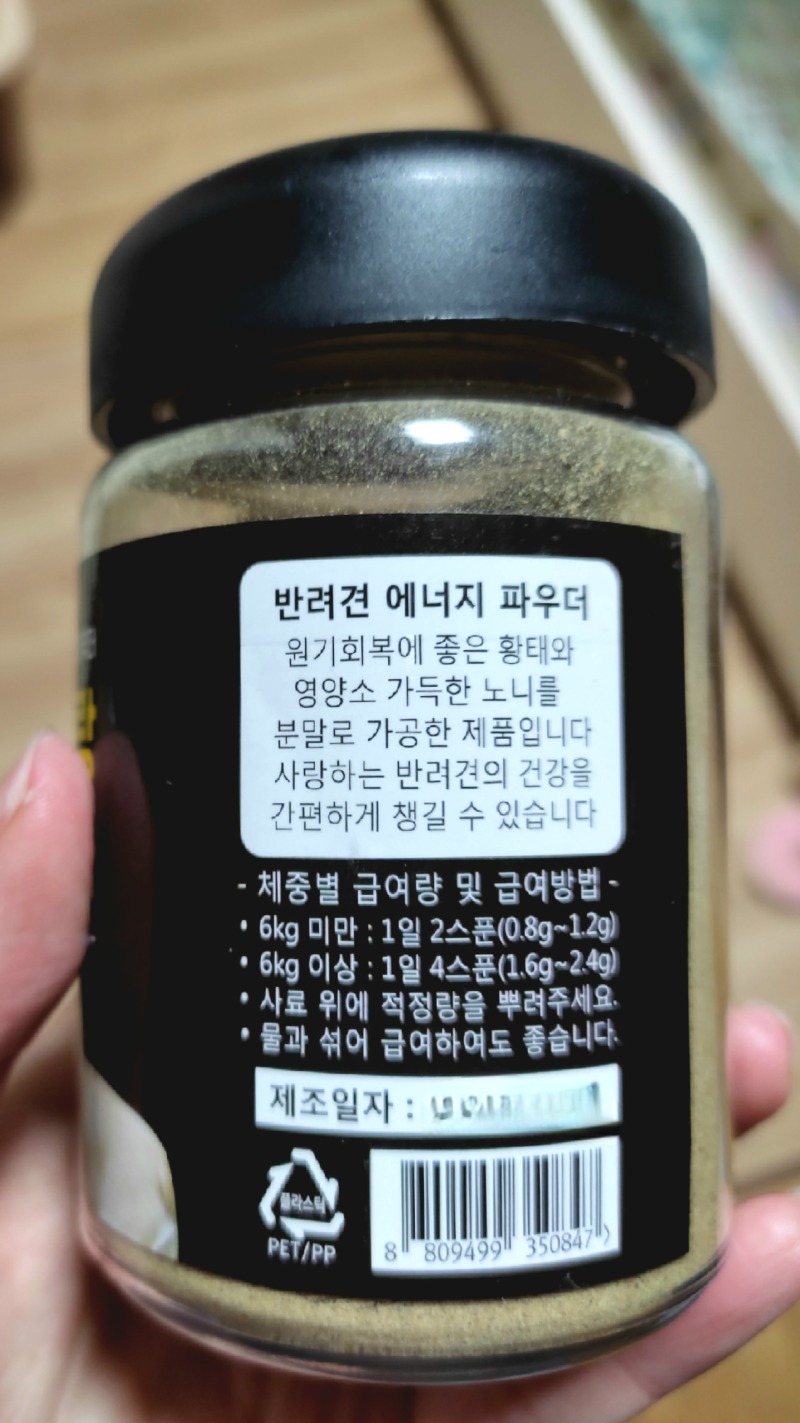 반려견 에너지 파우더
원기회복에 좋은 황태와
영양소 가득한 노니를
분말로 가공한 제품입니다
사랑하는 반려견의 건강을
간편하게 챙길 수 있습니다
- 체중별 급여량 및 급여방법 -
• 6kg 미만 : 1일 2스푼(0.8g~1.2g)
• 6kg 이상 : 1일 4스푼(1.6g~2.4g)
• 사료 위에 적정량을 뿌려주세요.
• 물과 섞어 급여하여도 좋습니다.
제조일자 :
플라스틱
PET/PP
8 809499 350847